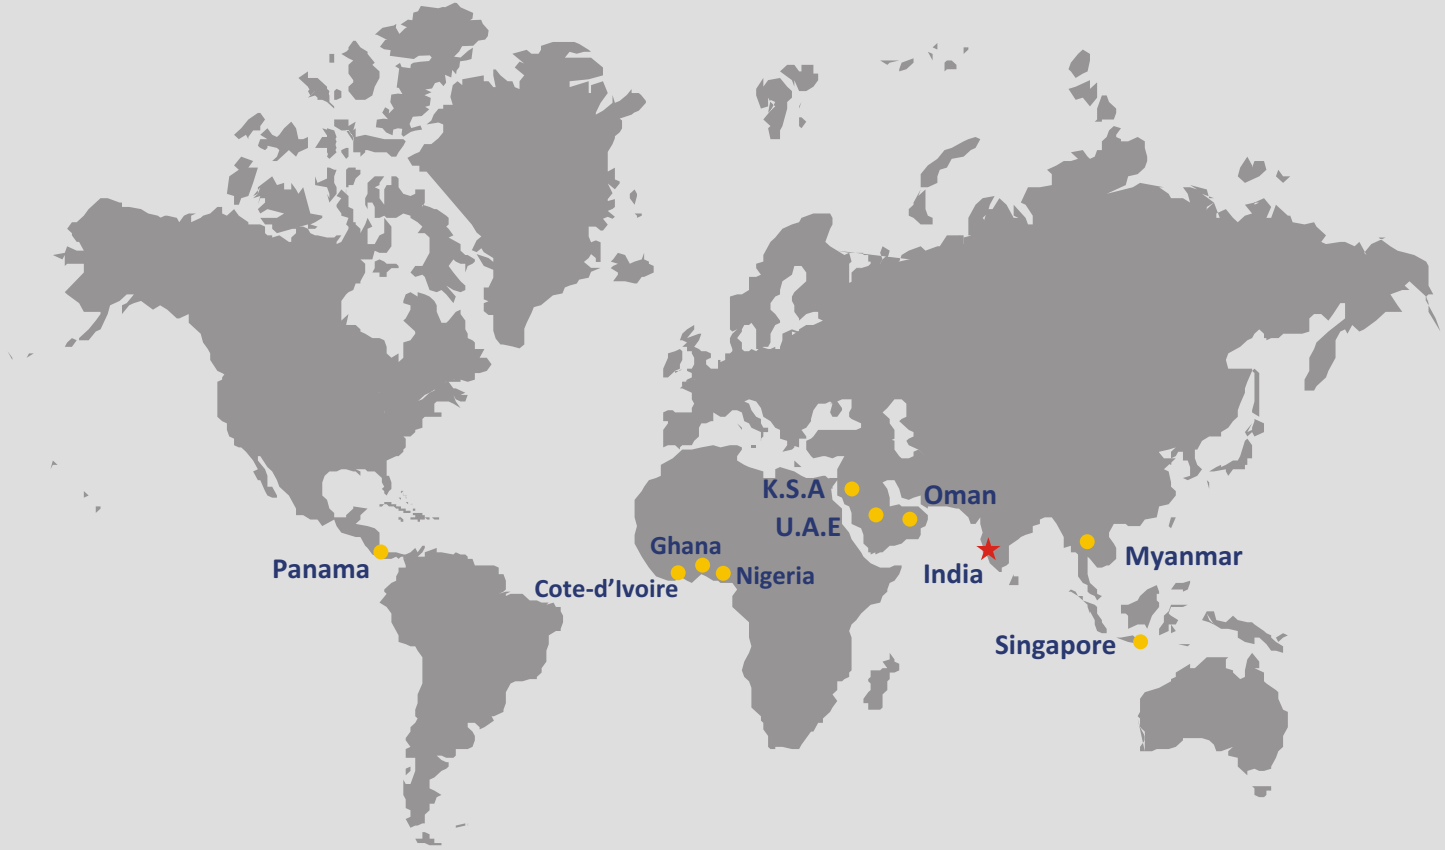 K.S.A
Oman
U.A.E
Ghana
Myanmar
Panama
India
Nigeria
Cote-d’Ivoire
Singapore